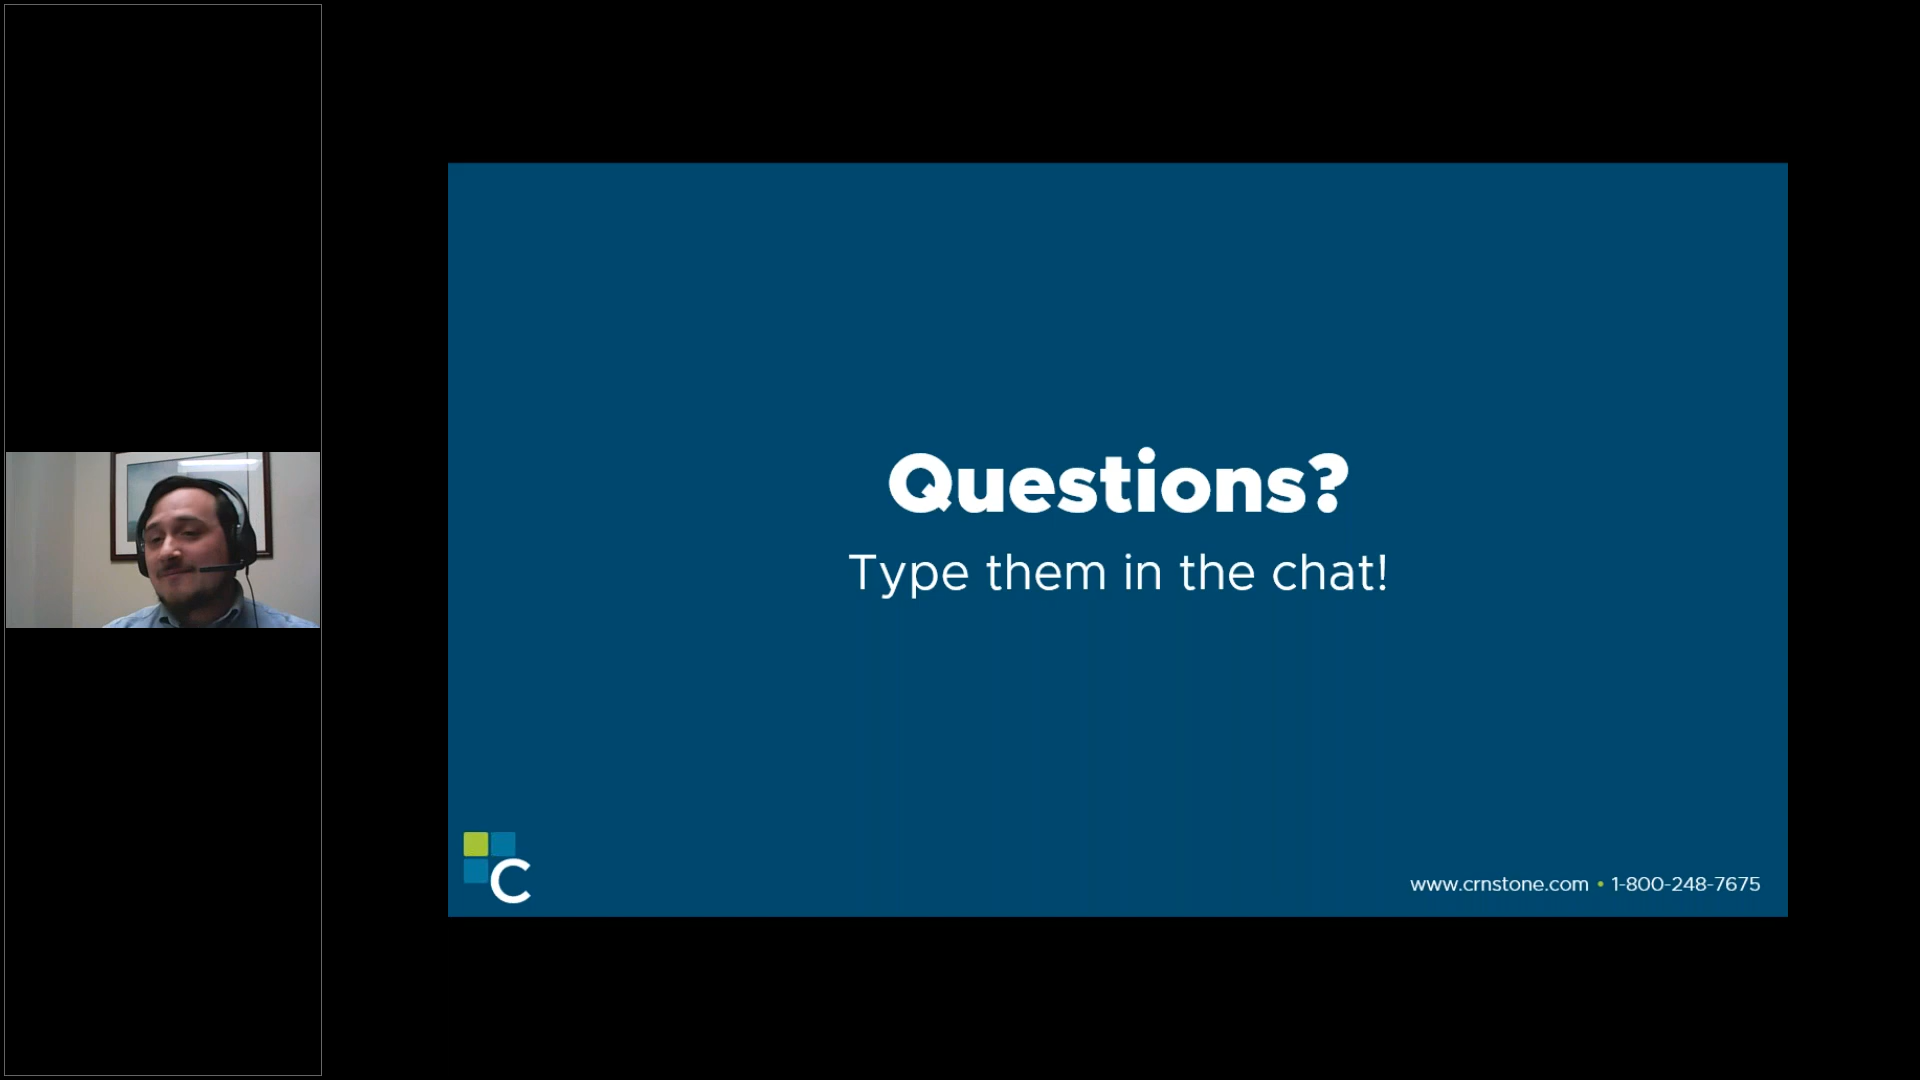 Questions?
Type them in the chat!
C
www.crnstone.com • 1-800-248-7675